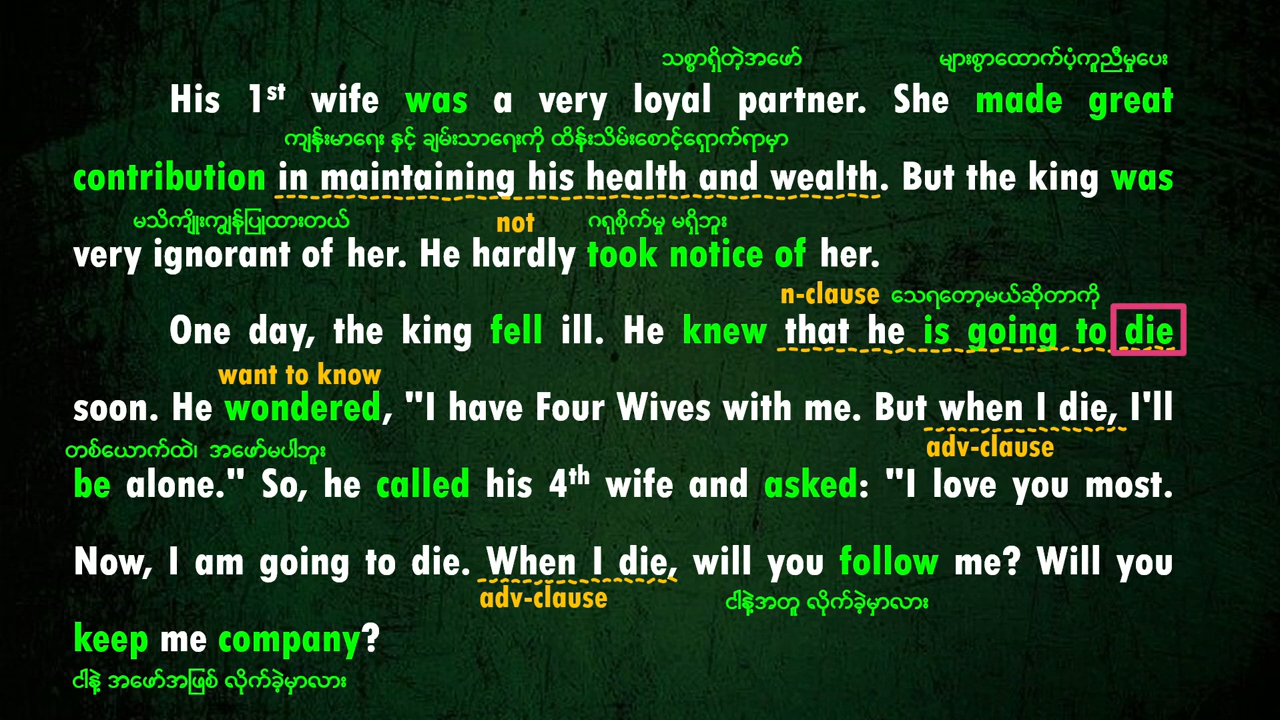 သစ္စာရှိတဲ့အဖော် များစွာထောက်ပံ့ကူညီမှုပေး
His 1st wife was a very loyal partner. She made great
ကျန်းမာရေး နှင့် ချမ်းသာရေးကို ထိန်းသိမ်းစောင့်ရှောက်ရာမှာ
contribution in maintaining his health and wealth. But the king was
မသိကျိုးကျွန်ပြုထားတယ် not ဂရုစိုက်မှု မရှိဘူး
very ignorant of her. He hardly took notice of her.
n-clause သေရတော့မယ်ဆိုတာကို
One day, the king fell ill. He knew that he is going to die
want to know
soon. He wondered, "I have Four Wives with me. But when I die, I'll
တစ်ယောက်ထဲ၊ အဖော်မပါဘူး adv-clause
be alone." So, he called his 4th wife and asked: "I love you most.
Now, I am going to die. When I die, will you follow me? Will you
adv-clause ငါနဲ့အတူ လိုက်ခဲ့မှာလား
keep me company?
ငါနဲ့ အဖော်အဖြစ် လိုက်ခဲ့မှာလား